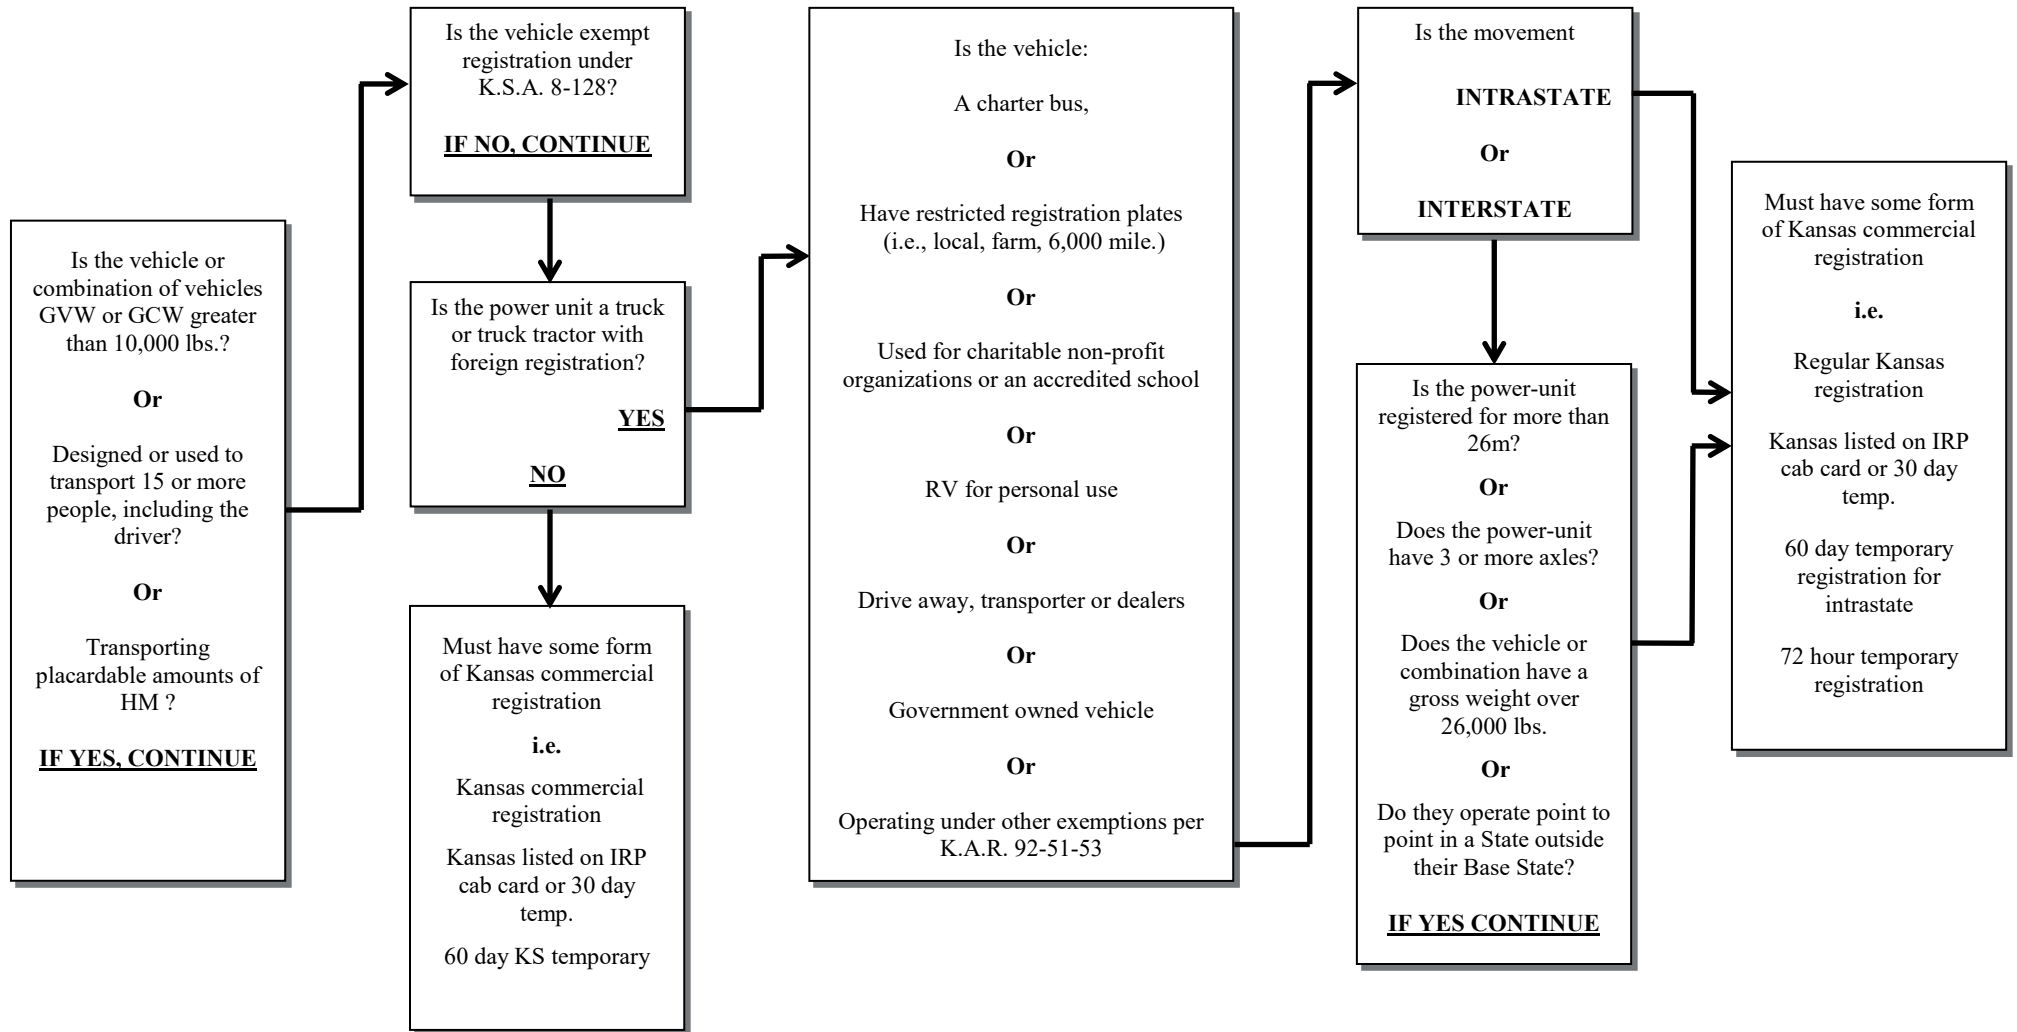 Is the vehicle or
combination of vehicles
GVW or GCW greater
than 10,000 lbs.?
Or
Designed or used to
transport 15 or more
people, including the
driver?
Or
Transporting
placardable amounts of
HM ?
IF YES, CONTINUE
Is the vehicle exempt
registration under
K.S.A. 8-128?
IF NO, CONTINUE
Is the power unit a truck
or truck tractor with
foreign registration?
YES
NO
Must have some form
of Kansas commercial
registration
i.e.
Kansas commercial
registration
Kansas listed on IRP
cab card or 30 day
temp.
60 day KS temporary
Is the vehicle:
A charter bus,
Or
Have restricted registration plates
(i.e., local, farm, 6,000 mile.)
Or
Used for charitable non-profit
organizations or an accredited school
Or
RV for personal use
Or
Drive away, transporter or dealers
Or
Government owned vehicle
Or
Operating under other exemptions per
K.A.R. 92-51-53
Is the movement
INTRASTATE
Or
INTERSTATE
Is the power-unit
registered for more than
26m?
Or
Does the power-unit
have 3 or more axles?
Or
Does the vehicle or
combination have a
gross weight over
26,000 lbs.
Or
Do they operate point to
point in a State outside
their Base State?
IF YES CONTINUE
Must have some form
of Kansas commercial
registration
i.e.
Regular Kansas
registration
Kansas listed on IRP
cab card or 30 day
temp.
60 day temporary
registration for
intrastate
72 hour temporary
registration